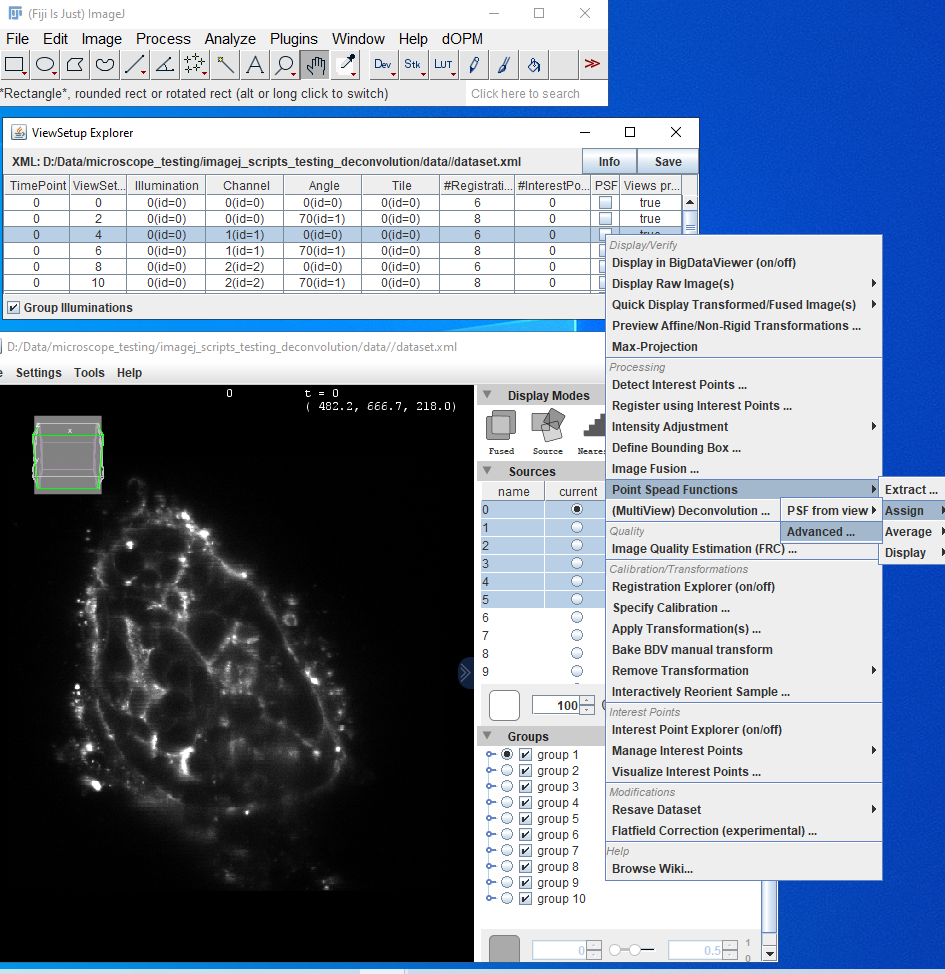 (Fiji Is Just) ImageJ
File Edit Image Process Analyze Plugins Window Help dOPM
Dev Stk LUT
*Rectangle*, rounded rect or rotated rect (alt or long click to switch) Click here to search
ViewSetup Explorer
XML: D:/Data/microscope_testing/imagej_scripts_testing_deconvolution/data//dataset.xml Info Save
TimePoint ViewSet... Illumination Channel Angle Tile #Registrati... #InterestPo... PSF Views pr...
0 0 0(id=0) 0(id=0) 0(id=0) 0(id=0) 6 0 true
0 2 0(id=0) 0(id=0) 70(id=1) 0(id=0) 8 0 true
0 4 0(id=0) 1(id=1) 0(id=0) 0(id=0) 6 0 true
0 6 0(id=0) 1(id=1) 70(id=1) 0(id=0) 8 0
0 8 0(id=0) 2(id=2) 0(id=0) 0(id=0) 6 0
0 10 0(id=0) 2(id=2) 70(id=1) 0(id=0) 8 0
Group Illuminations
D:/Data/microscope_testing/imagej_scripts_testing_deconvolution/data//dataset.xml
Settings Tools Help
0 t = 0
( 482.2, 666.7, 218.0)
x
Display Modes
Fused Source Neares
Sources
name current
0
1
2
3
4
5
6
7
8
9
100
Groups
group 1
group 2
group 3
group 4
group 5
group 6
group 7
group 8
group 9
group 10
0 0.5 1
0
Display/Verify
Display in BigDataViewer (on/off)
Display Raw Image(s)
Quick Display Transformed/Fused Image(s)
Preview Affine/Non-Rigid Transformations ...
Max-Projection
Processing
Detect Interest Points ...
Register using Interest Points ...
Intensity Adjustment
Define Bounding Box ...
Image Fusion ...
Point Spead Functions
(MultiView) Deconvolution ...
Quality
Image Quality Estimation (FRC) ...
Calibration/Transformations
Registration Explorer (on/off)
Specify Calibration ...
Apply Transformation(s) ...
Bake BDV manual transform
Remove Transformation
Interactively Reorient Sample ...
Interest Points
Interest Point Explorer (on/off)
Manage Interest Points
Visualize Interest Points ...
Modifications
Resave Dataset
Flatfield Correction (experimental) ...
Help
Browse Wiki...
Extract ...
Assign
Average
Display
PSF from view
Advanced ...